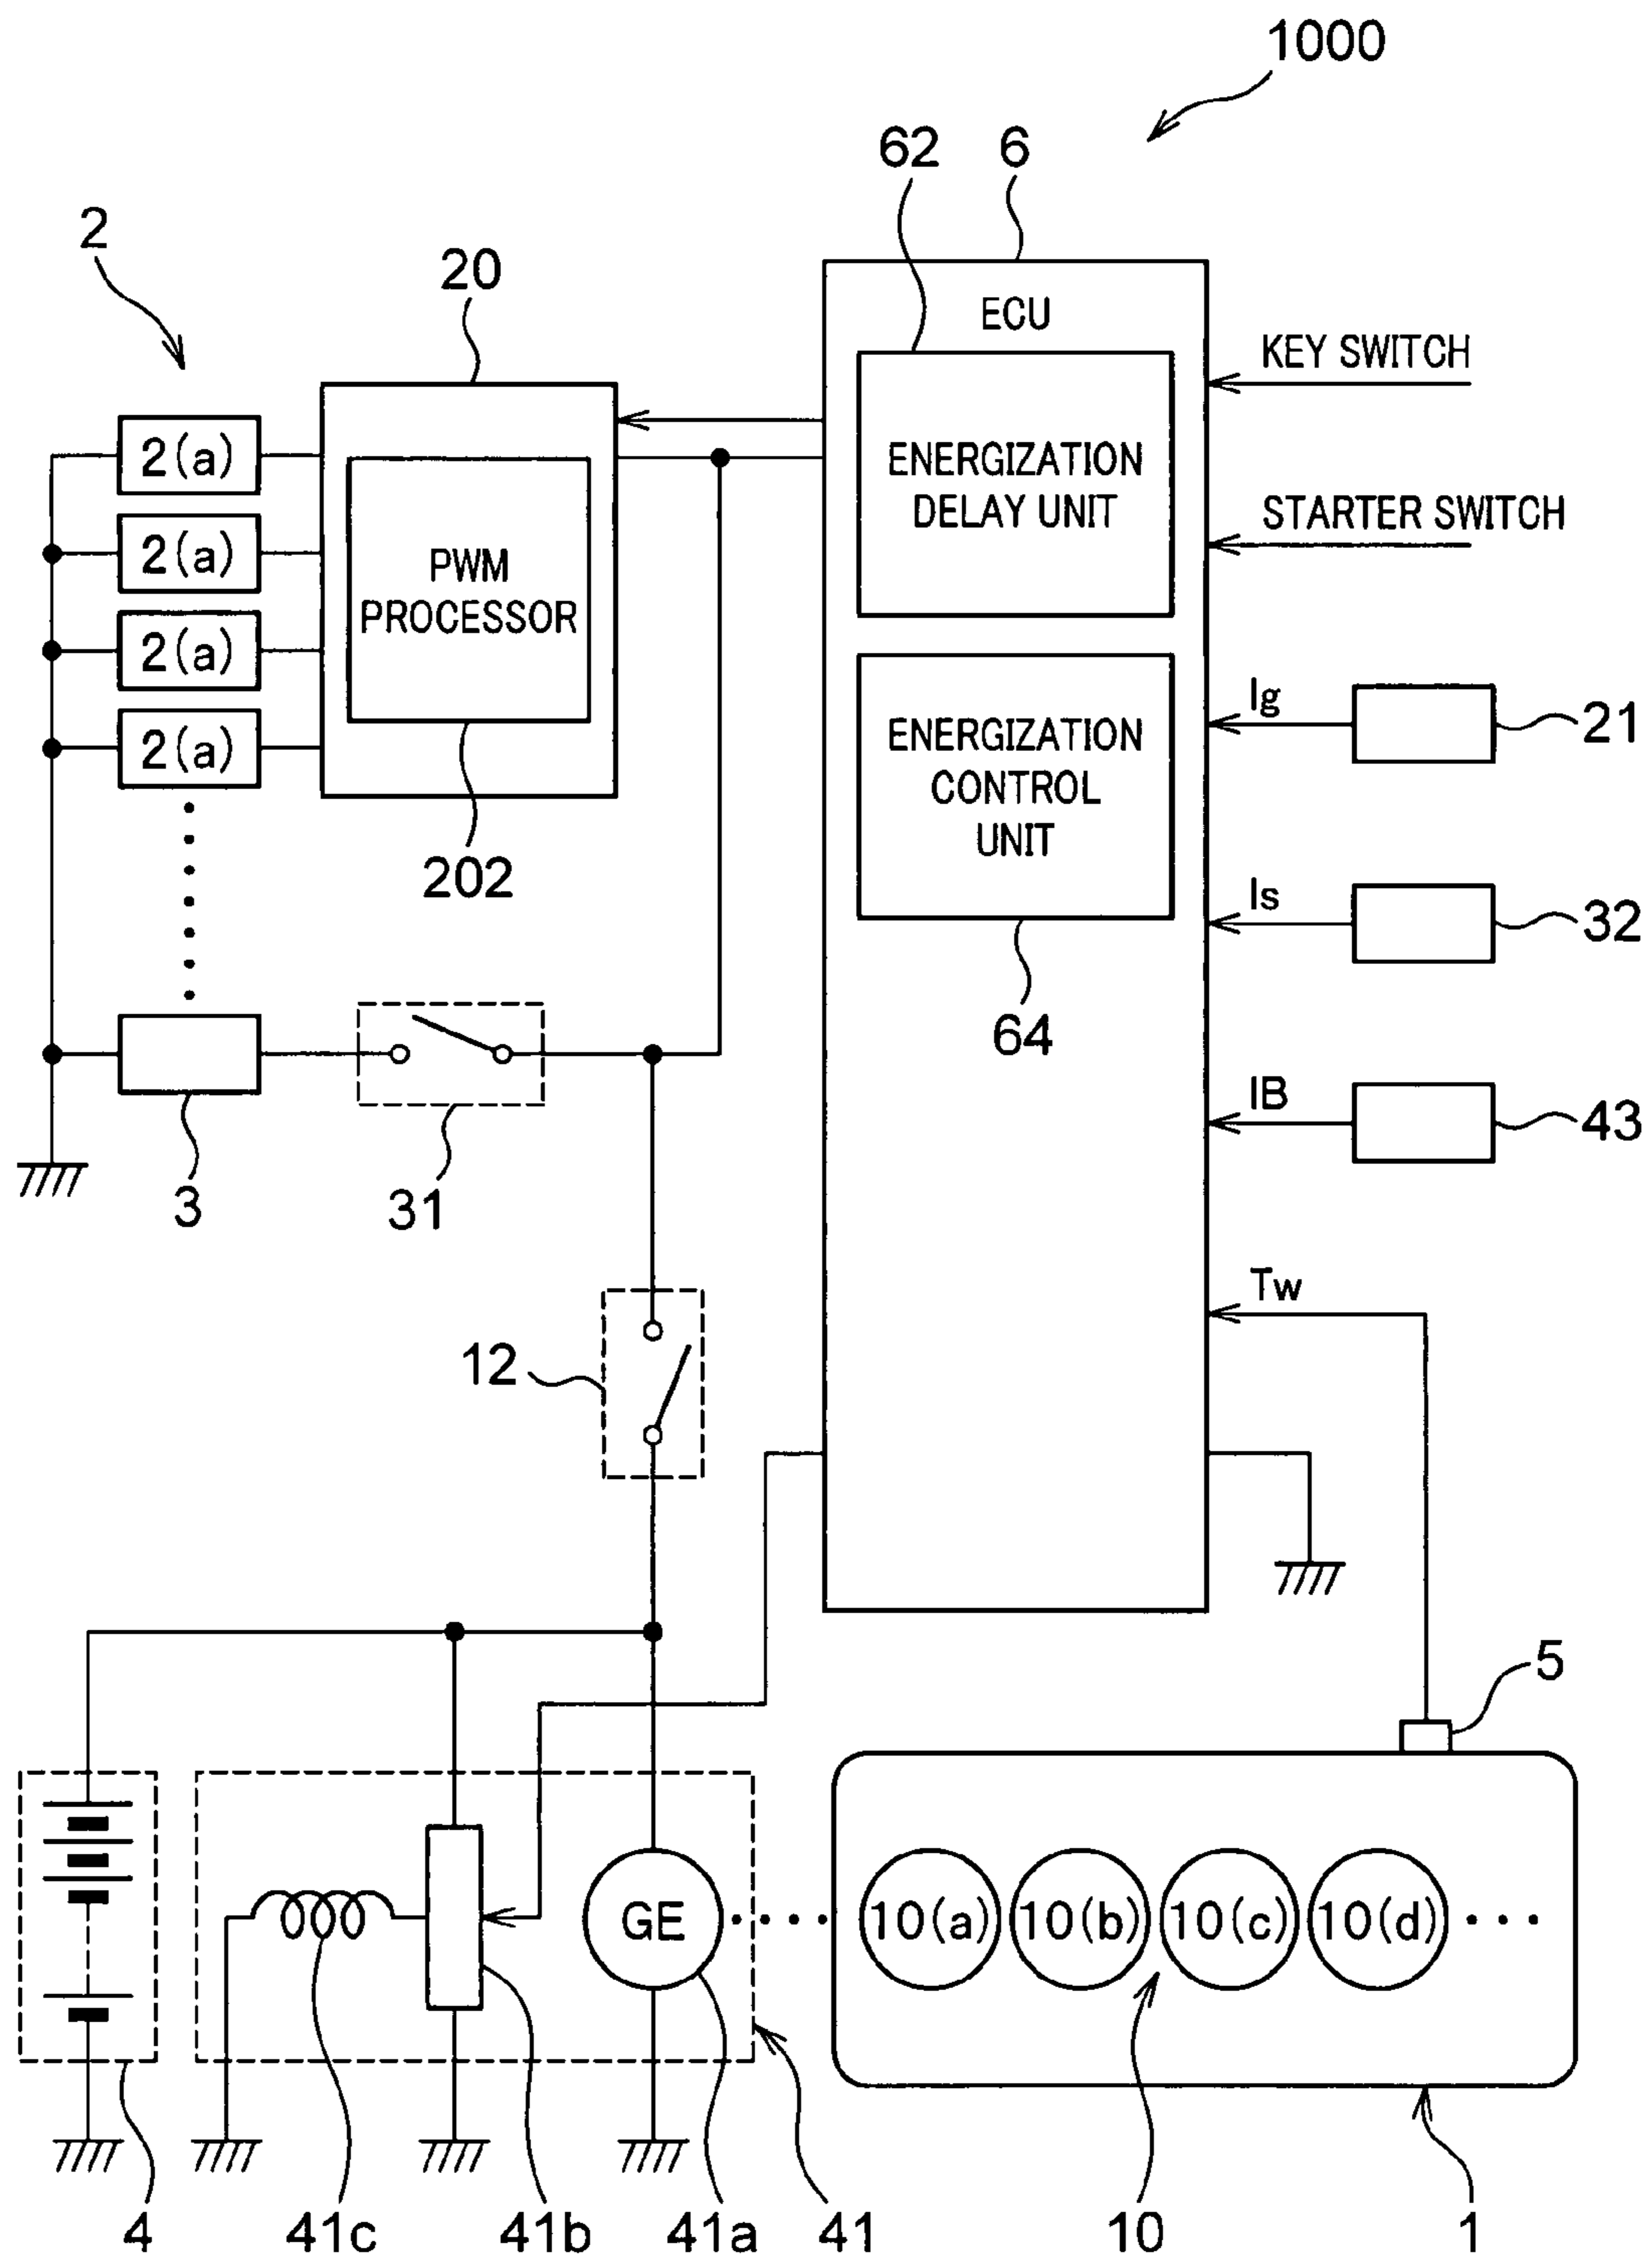 1000
62
6
2
20
ECU
KEY SWITCH
2(a)
ENERGIZATION
DELAY UNIT
STARTER SWITCH
2(a)
PWM
PROCESSOR
2(a)
Ig
21
2(a)
ENERGIZATION
CONTROL
UNIT
202
Is
32
64
IB
43
3
31
Tw
12
5
GE
10(a)
10(b)
10(c)
10(d)
4
41c
41b
41a
41
10
1